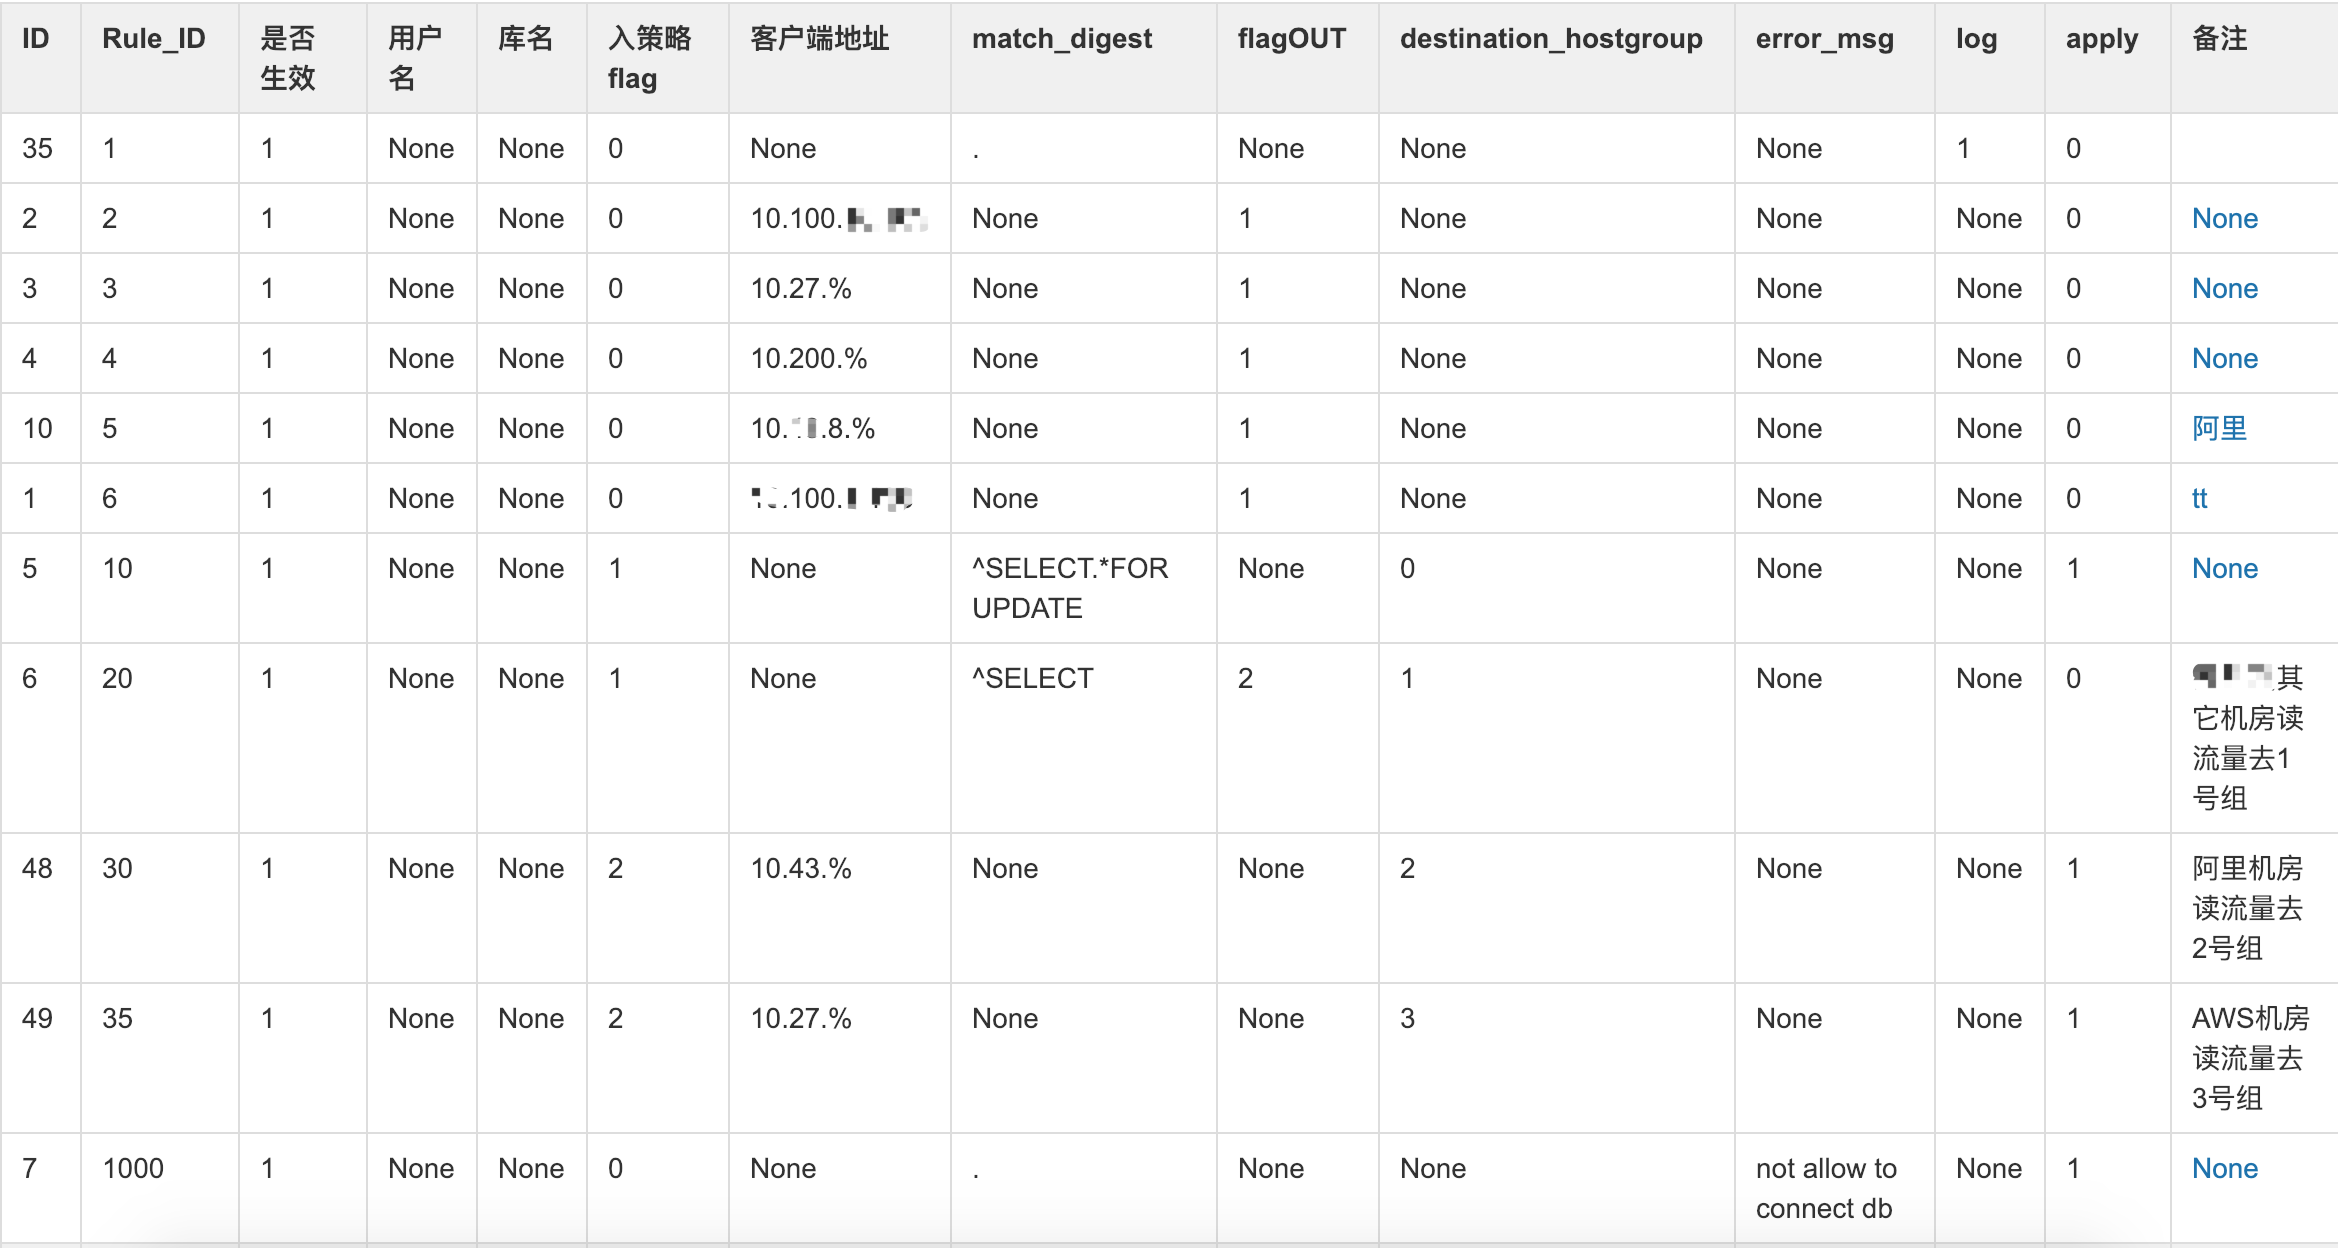 ID Rule_ID 是否生效 用户名 库名 入策略flag 客户端地址 match_digest flagOUT destination_hostgroup error_msg log apply 备注
35 1 1 None None 0 None . None None None 1 0
2 2 1 None None 0 10.100. None 1 None None None 0 None
3 3 1 None None 0 10.27.% None 1 None None None 0 None
4 4 1 None None 0 10.200.% None 1 None None None 0 None
10 5 1 None None 0 10. .8.% None 1 None None None 0 阿里
1 6 1 None None 0 .100. None 1 None None None 0 tt
5 10 1 None None 1 None ^SELECT.*FOR UPDATE None 0 None None 1 None
6 20 1 None None 1 None ^SELECT 2 1 None None 0 其它机房读流量去1号组
48 30 1 None None 2 10.43.% None None 2 None None 1 阿里机房读流量去2号组
49 35 1 None None 2 10.27.% None None 3 None None 1 AWS机房读流量去3号组
7 1000 1 None None 0 None . None None not allow to connect db None 1 None